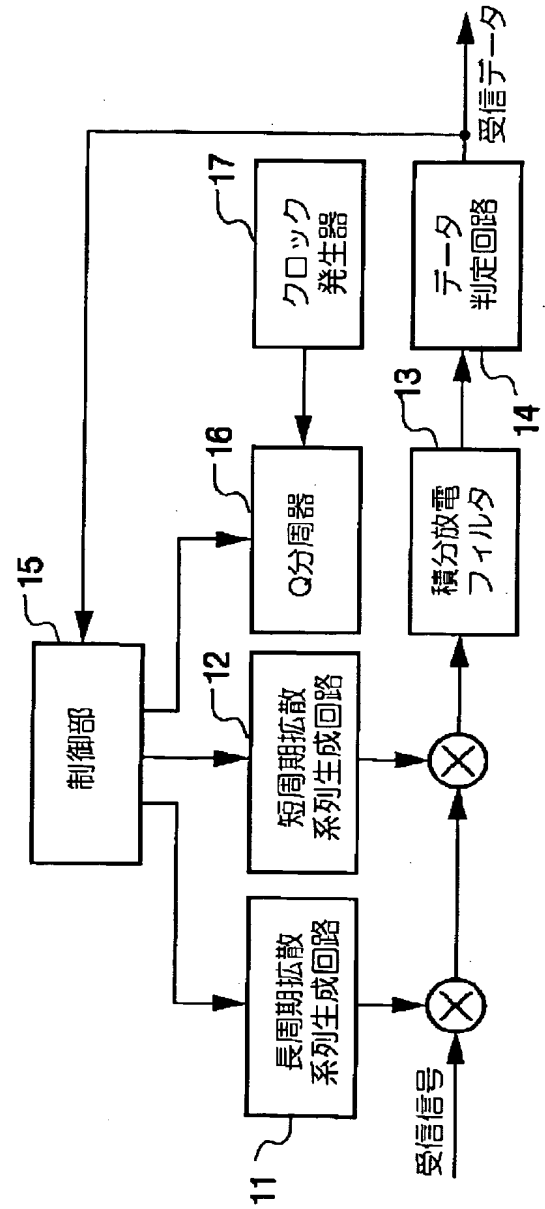 15
制御部
11
長周期拡散
系列生成回路
12
短周期拡散
系列生成回路
16
Q分周器
17
クロック
発生器
受信信号
13
積分放電
フィルタ
14
データ
判定回路
受信データ